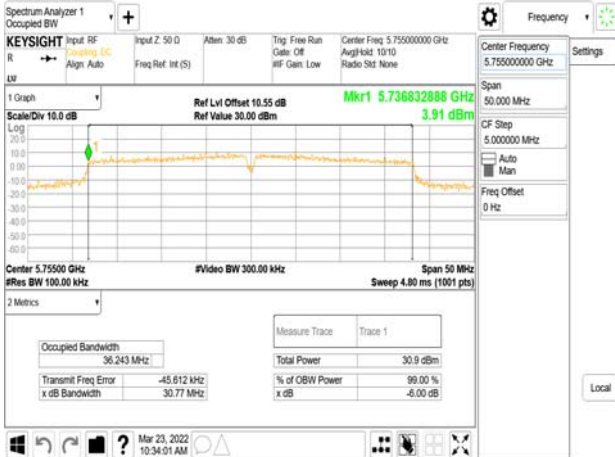 Spectrum Analyzer 1
Occupied BW
KEYSIGHT
R
Input: RF
Coupling: DC
Align: Auto
Input Z: 50 Ω
Freq Ref: Int (S)
Atten: 30 dB
Trig: Free Run
Gate: Off
#IF Gain: Low
Center Freq: 5.755000000 GHz
Avg|Hold: 10/10
Radio Std: None
LXI
1 Graph
Scale/Div 10.0 dB
Ref Lvl Offset 10.55 dB
Ref Value 30.00 dBm
Mkr1 5.736832888 GHz
3.91 dBm
Log
20.0
10.0
0.00
-10.0
-20.0
-30.0
-40.0
-50.0
-60.0
1
Center 5.75500 GHz
#Res BW 100.00 kHz
#Video BW 300.00 kHz
Span 50 MHz
Sweep 4.80 ms (1001 pts)
2 Metrics
Measure Trace
Trace 1
Occupied Bandwidth
36.243 MHz
Total Power
30.9 dBm
Transmit Freq Error
-45.612 kHz
% of OBW Power
99.00 %
x dB Bandwidth
30.77 MHz
x dB
-6.00 dB
Mar 23, 2022
10:34:01 AM
Frequency
Center Frequency
5.755000000 GHz
Settings
Span
50.000 MHz
CF Step
5.000000 MHz
Auto
Man
Freq Offset
0 Hz
Local